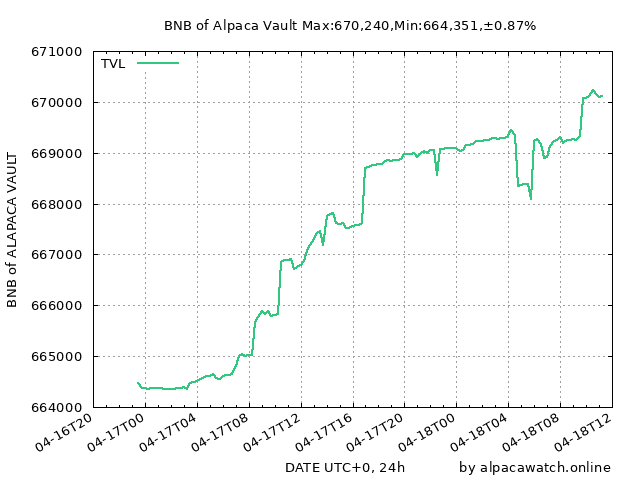 BNB of Alpaca Vault Max:670,240,Min:664,351,±0.87%
TVL
671000
670000
669000
668000
667000
666000
665000
664000
BNB of ALAPACA VAULT
04-16T20
04-17T00
04-17T04
04-17T08
04-17T12
04-17T16
04-17T20
04-18T00
04-18T04
04-18T08
04-18T12
DATE UTC+0, 24h
by alpacawatch.online